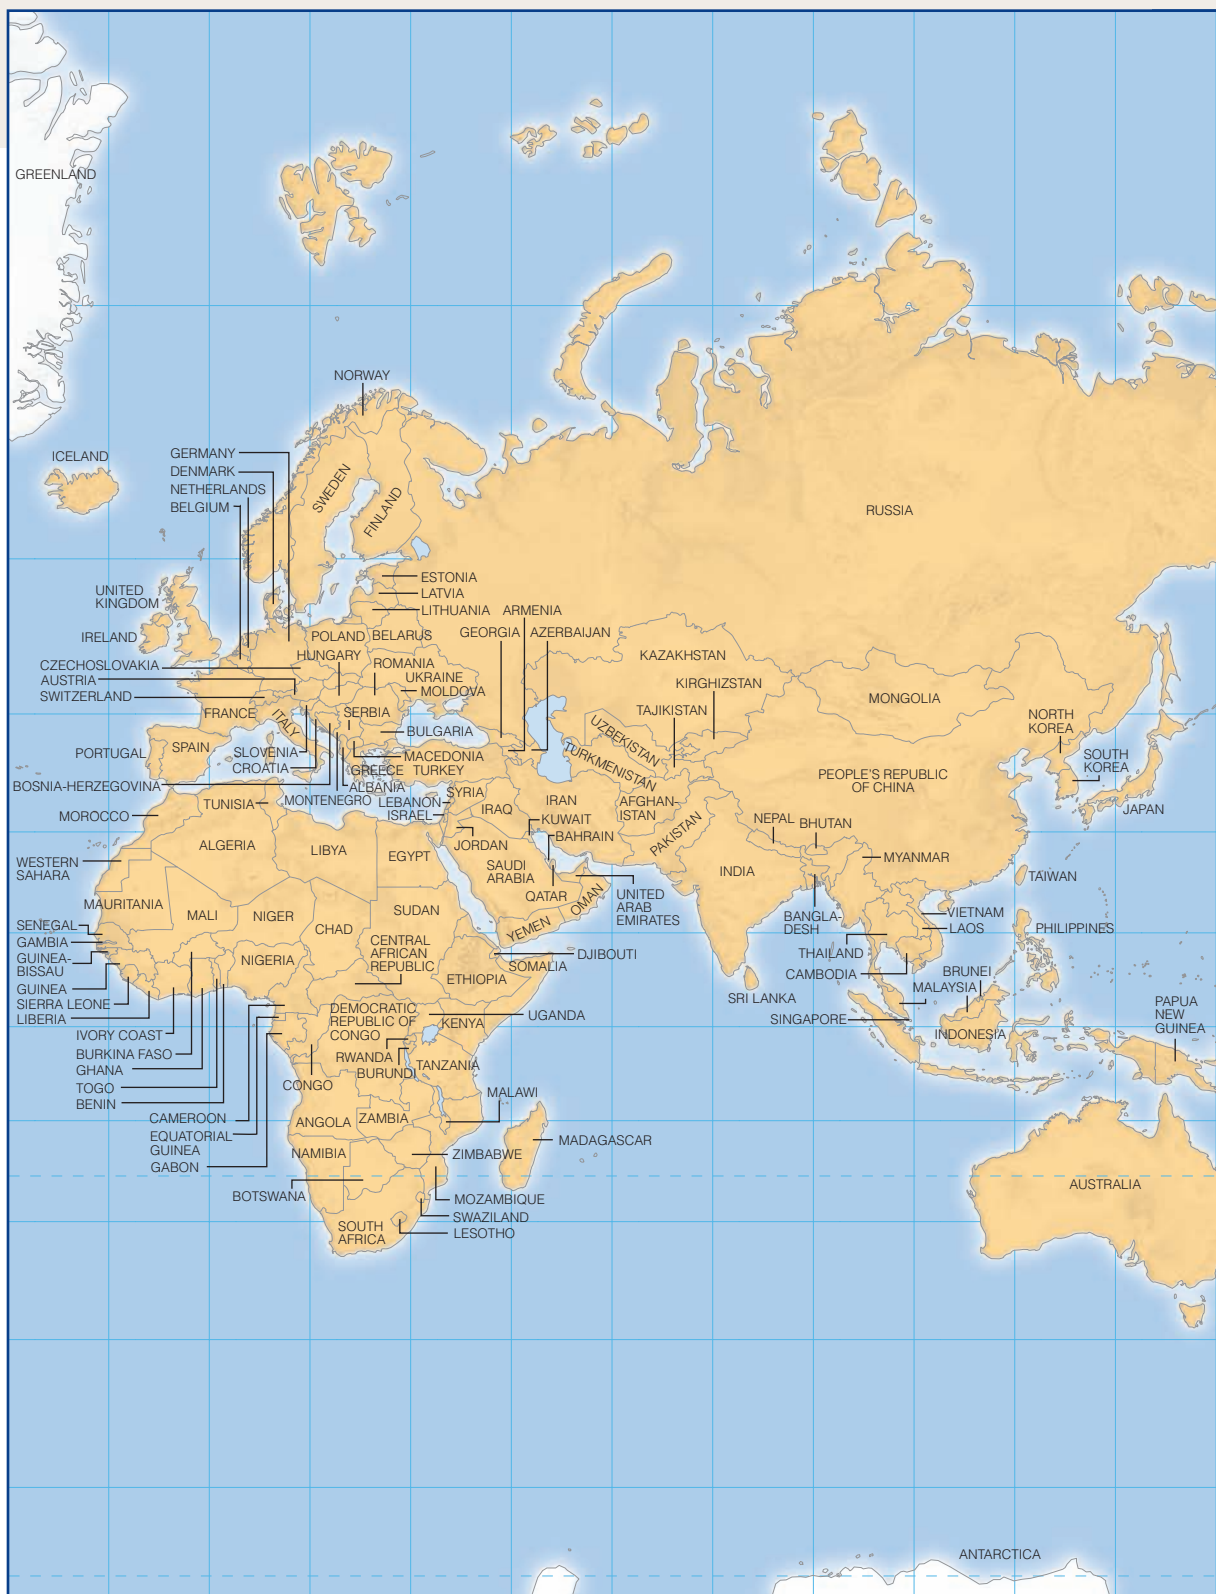 GREENLAND
NORWAY
ICELAND
GERMANY
DENMARK
NETHERLANDS
BELGIUM
SWEDEN
FINLAND
RUSSIA
UNITED
KINGDOM
IRELAND
ESTONIA
LATVIA
LITHUANIA
ARMENIA
POLAND
BELARUS
GEORGIA
AZERBAIJAN
HUNGARY
CZECHOSLOVAKIA
AUSTRIA
SWITZERLAND
ROMANIA
UKRAINE
MOLDOVA
KAZAKHSTAN
KIRGHIZSTAN
TAJIKISTAN
MONGOLIA
FRANCE
ITALY
SERBIA
BULGARIA
UZBEKISTAN
TURKMENISTAN
NORTH
KOREA
SOUTH
KOREA
PORTUGAL
SPAIN
SLOVENIA
CROATIA
MACEDONIA
GREECE
TURKEY
BOSNIA-HERZEGOVINA
ALBANIA
MONTENEGRO
PEOPLE'S REPUBLIC
OF CHINA
JAPAN
TUNISIA
MOROCCO
LEBANON
ISRAEL
SYRIA
IRAQ
IRAN
AFGHAN-
ISTAN
KUWAIT
BAHRAIN
PAKISTAN
NEPAL
BHUTAN
ALGERIA
LIBYA
EGYPT
JORDAN
SAUDI
ARABIA
QATAR
OMAN
UNITED
ARAB
EMIRATES
INDIA
MYANMAR
TAIWAN
WESTERN
SAHARA
MAURITANIA
MALI
NIGER
CHAD
SUDAN
YEMEN
BANGLA-
DESH
VIETNAM
LAOS
PHILIPPINES
THAILAND
CAMBODIA
SENEGAL
GAMBIA
GUINEA-
BISSAU
GUINEA
SIERRA LEONE
LIBERIA
NIGERIA
CENTRAL
AFRICAN
REPUBLIC
ETHIOPIA
DJIBOUTI
SOMALIA
SRI LANKA
BRUNEI
MALAYSIA
SINGAPORE
INDONESIA
PAPUA
NEW
GUINEA
IVORY COAST
BURKINA FASO
GHANA
TOGO
BENIN
DEMOCRATIC
REPUBLIC OF
CONGO
UGANDA
KENYA
RWANDA
BURUNDI
TANZANIA
CONGO
MALAWI
CAMEROON
EQUATORIAL
GUINEA
GABON
ANGOLA
ZAMBIA
MADAGASCAR
NAMIBIA
ZIMBABWE
BOTSWANA
MOZAMBIQUE
SWAZILAND
LESOTHO
SOUTH
AFRICA
AUSTRALIA
ANTARCTICA